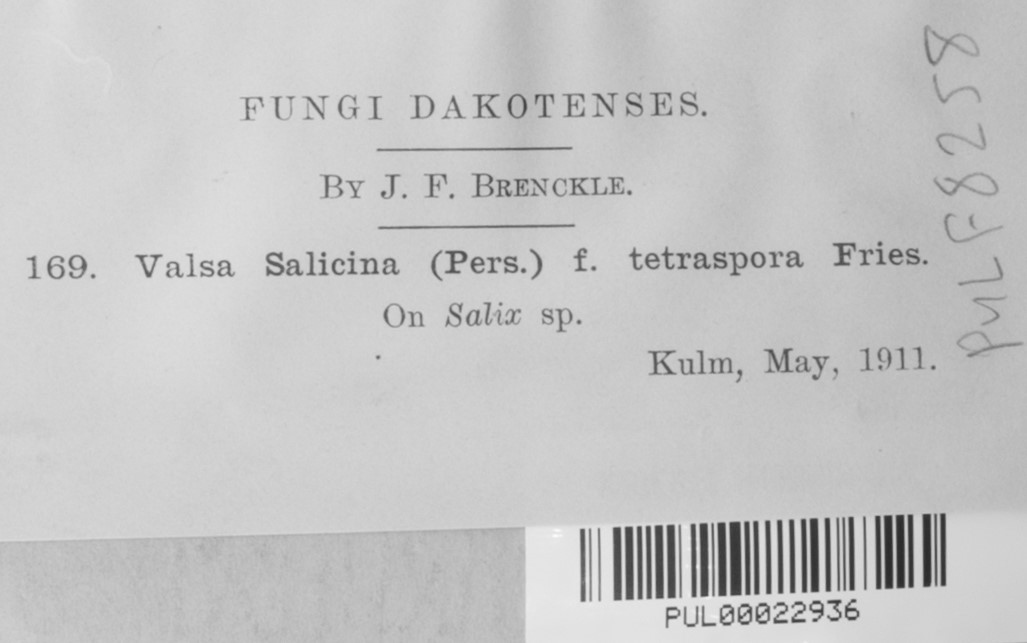 FUNGI DAKOTENSES.
BY J. F. BRENCKLE.
169. Valsa Salicina (Pers.) f. tetraspora Fries.
On Salix sp.
Kulm, May, 1911.
PUL F8258
PUL00022936